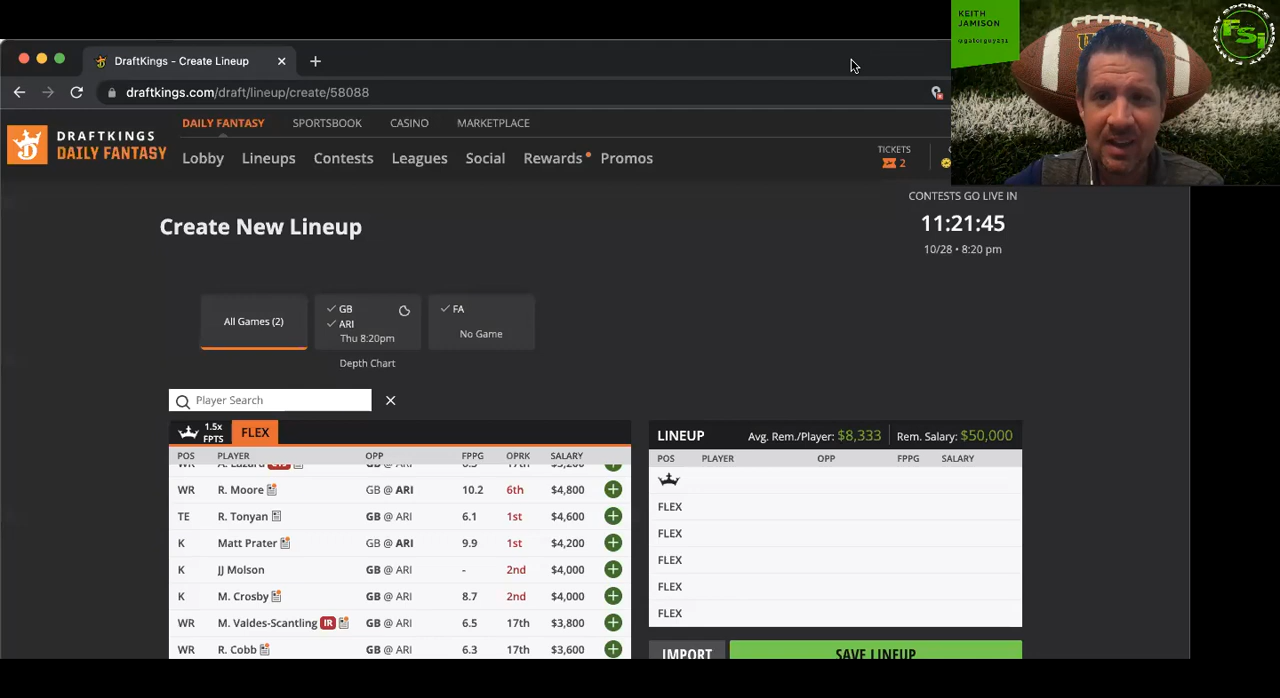 KEITH
JAMISON
FSi
DraftKings - Create Lineup
draftkings.com/draft/lineup/create/58088
DRAFTKINGS
DAILY FANTASY
DAILY FANTASY SPORTSBOOK CASINO MARKETPLACE
Lobby Lineups Contests Leagues Social Rewards Promos
TICKETS
2
CONTESTS GO LIVE IN
11:21:45
10/28 • 8:20 pm
Create New Lineup
All Games (2)
GB
ARI
Thu 8:20pm
FA
No Game
Depth Chart
Player Search
1.5x
FPTS
FLEX
POS PLAYER OPP FPPG OPRK SALARY
WR A. Lazard GB @ ARI 17th
WR R. Moore GB @ ARI 10.2 6th $4,800
TE R. Tonyan GB @ ARI 6.1 1st $4,600
K Matt Prater GB @ ARI 9.9 1st $4,200
K JJ Molson GB @ ARI - 2nd $4,000
K M. Crosby GB @ ARI 8.7 2nd $4,000
WR M. Valdes-Scantling IR GB @ ARI 6.5 17th $3,800
WR R. Cobb GB @ ARI 6.3 17th $3,600
LINEUP Avg. Rem./Player: $8,333 Rem. Salary: $50,000
POS PLAYER OPP FPPG SALARY
FLEX
FLEX
FLEX
FLEX
FLEX
IMPORT SAVE LINEUP